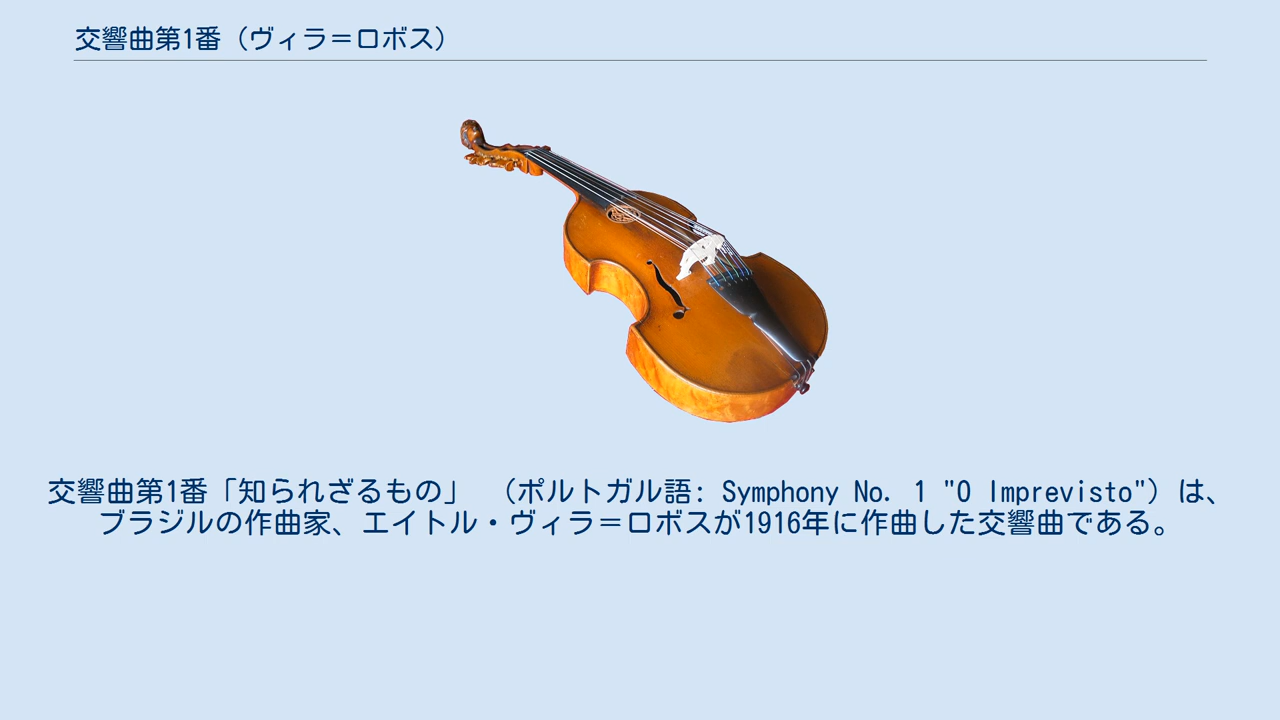 交響曲第1番（ヴィラ＝ロボス）
交響曲第1番「知られざるもの」　（ポルトガル語: Symphony No. 1 "O Imprevisto"）は、
ブラジルの作曲家、エイトル・ヴィラ＝ロボスが1916年に作曲した交響曲である。